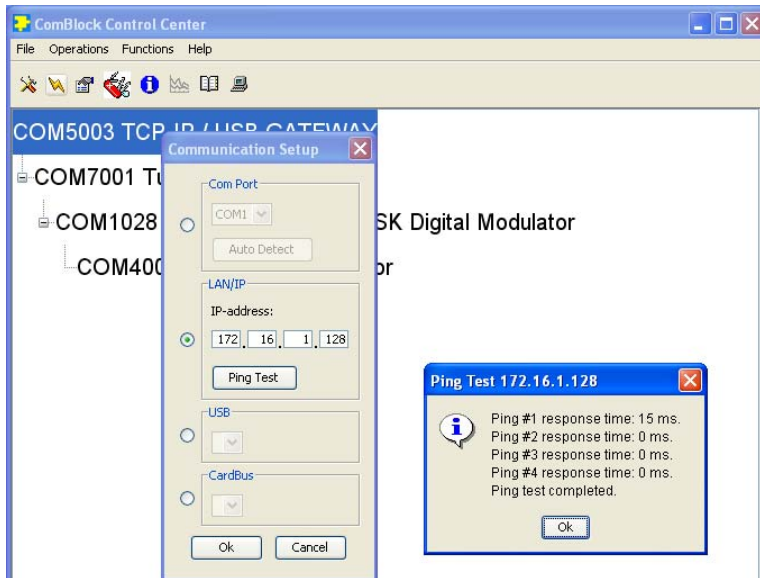 ComBlock Control Center
File Operations Functions Help
COM5003 TCP IP / USB GATEWAY
Communication Setup
COM7001
Com Port
COM1
COM1028
SK Digital Modulator
Auto Detect
LAN/IP
IP-address:
172 . 16 . 1 . 128
Ping Test
Ping Test 172.16.1.128
Ping #1 response time: 15 ms.
Ping #2 response time: 0 ms.
Ping #3 response time: 0 ms.
Ping #4 response time: 0 ms.
Ping test completed.
Ok
USB
CardBus
Ok Cancel